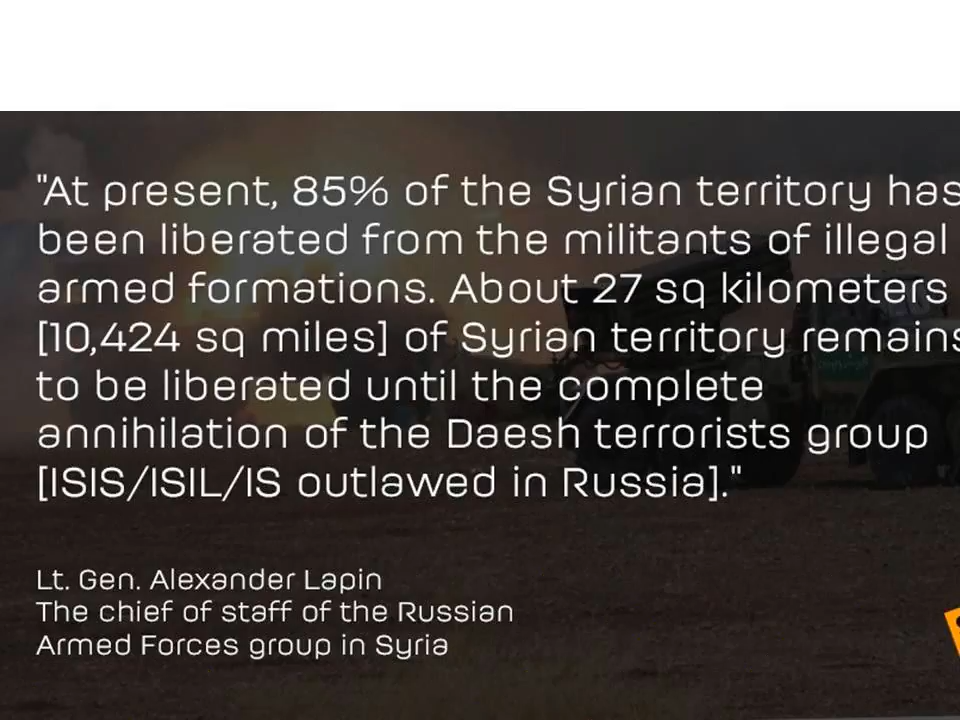 "At present, 85% of the Syrian territory has
been liberated from the militants of illegal
armed formations. About 27 sq kilometers
[10,424 sq miles] of Syrian territory remains
to be liberated until the complete
annihilation of the Daesh terrorists group
[ISIS/ISIL/IS outlawed in Russia]."
Lt. Gen. Alexander Lapin
The chief of staff of the Russian
Armed Forces group in Syria